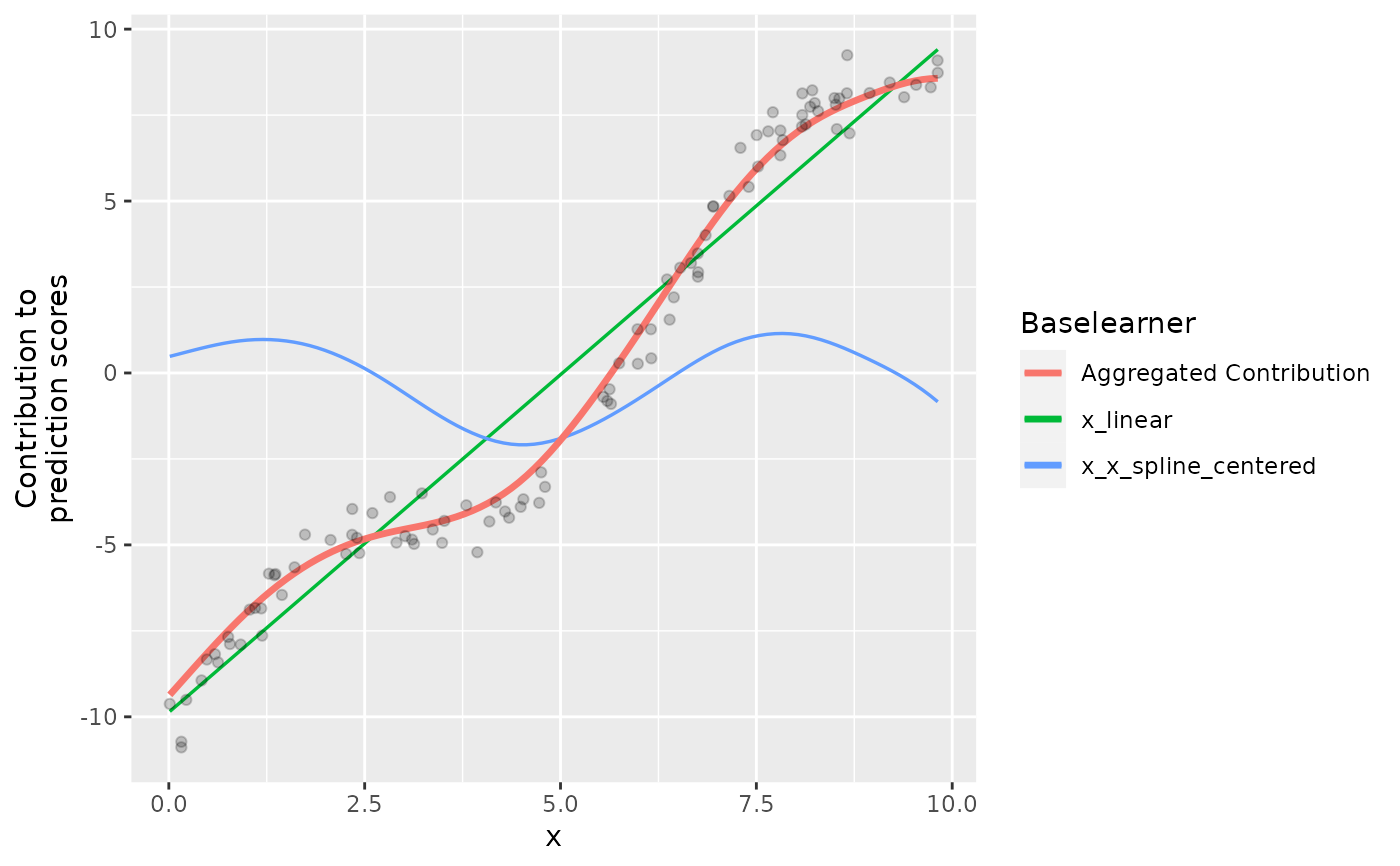 Contribution to
prediction scores
10
5
0
-5
-10
0.0
2.5
5.0
7.5
10.0
x
Baselearner
Aggregated Contribution
x_linear
x_x_spline_centered